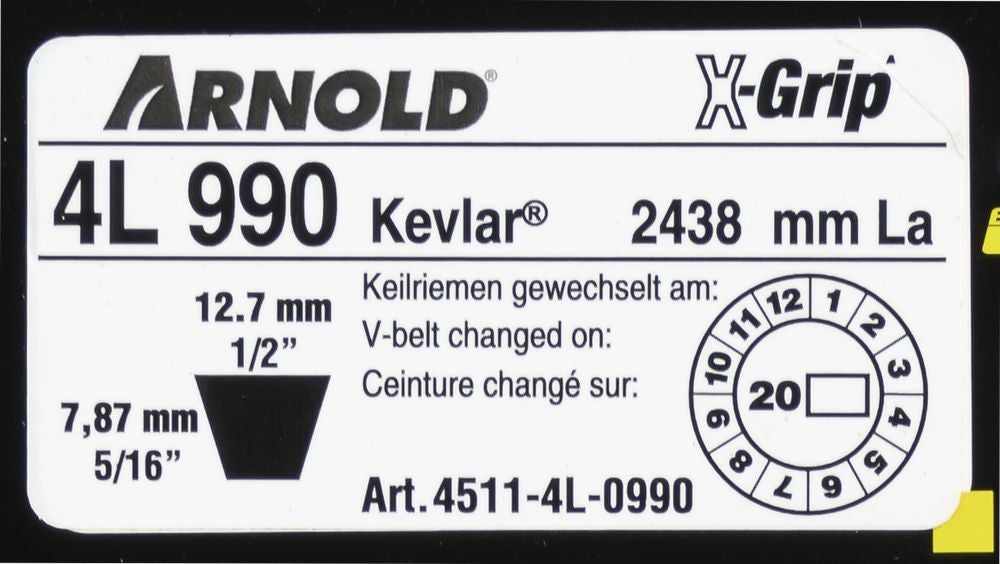 ARNOLD®
X-Grip
4L 990 Kevlar® 2438 mm La
12.7 mm
1/2”
7,87 mm
5/16”
Keilriemen gewechselt am:
V-belt changed on:
Ceinture changé sur:
Art.4511-4L-0990
12 1 2 3 4 5 6 7 8 9 10 11
20